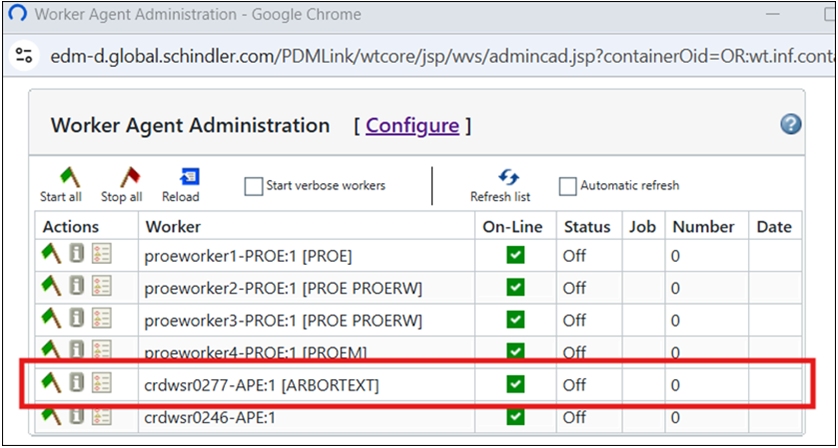 Worker Agent Administration - Google Chrome
edm-d.global.schindler.com/PDMLink/wtcore/jsp/wvs/admincad.jsp?containerOid=OR:wt.inf.conta
Worker Agent Administration [ Configure ]
Start all Stop all Reload Start verbose workers Refresh list Automatic refresh
Actions Worker On-Line Status Job Number Date
proeworker1-PROE:1 [PROE] Off 0
proeworker2-PROE:1 [PROE PROERW] Off 0
proeworker3-PROE:1 [PROE PROERW] Off 0
proeworker4-PROE:1 [PROEM] Off 0
crdwsr0277-APE:1 [ARBORTEXT] Off 0
crdwsr0246-APE:1 Off 0